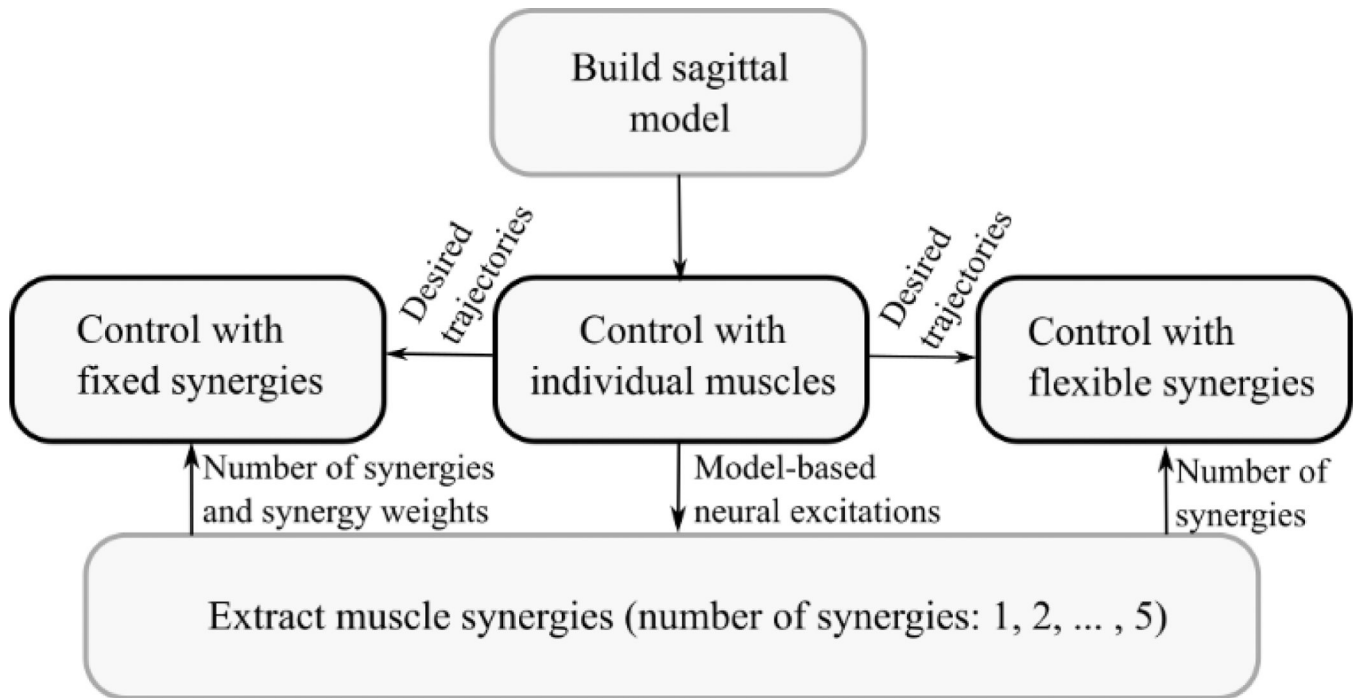 Build sagittal
model
Desired
trajectories
Desired
trajectories
Control with
fixed synergies
Control with
individual muscles
Control with
flexible synergies
Number of synergies
and synergy weights
Model-based
neural excitations
Number of
synergies
Extract muscle synergies (number of synergies: 1, 2, ... , 5)